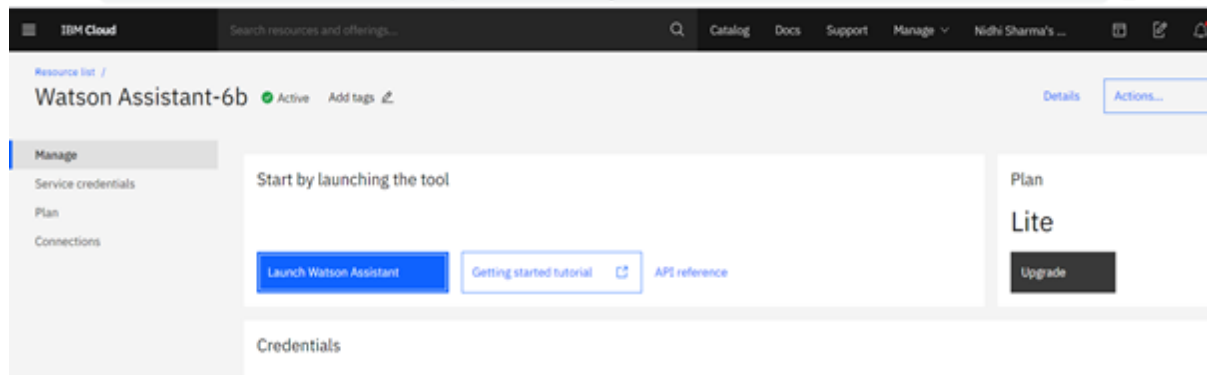 IBM Cloud Search resources and offerings... Catalog Docs Support Manage Nidhi Sharma's ...
Resource list /
Watson Assistant-6b Active Add tags Details Actions...
Manage
Service credentials
Plan
Connections
Start by launching the tool
Launch Watson Assistant Getting started tutorial API reference
Plan
Lite
Upgrade
Credentials